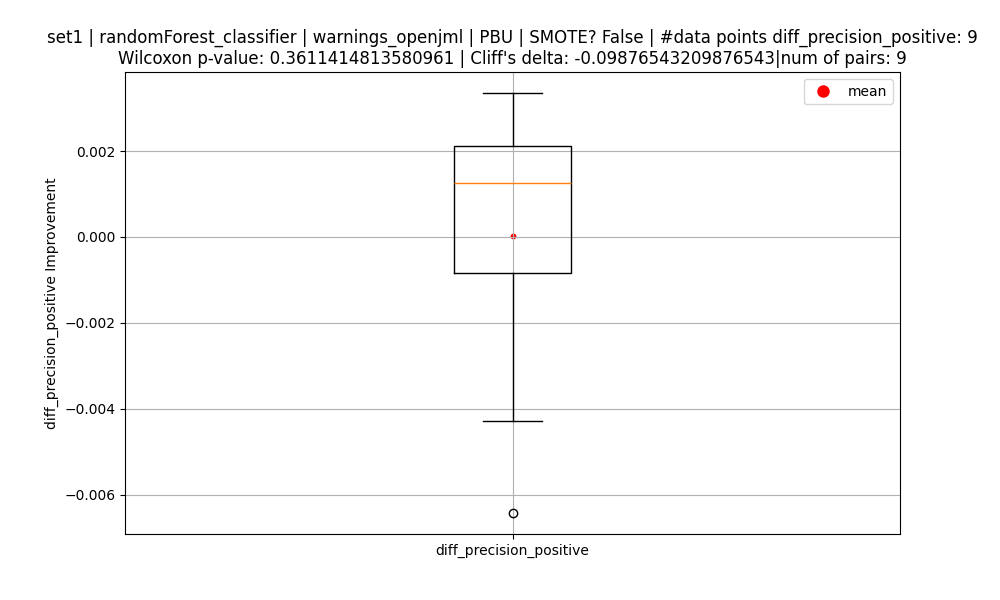 set1 | randomForest_classifier | warnings_openjml | PBU | SMOTE? False | #data points diff_precision_positive: 9
Wilcoxon p-value: 0.3611414813580961 | Cliff's delta: -0.09876543209876543|num of pairs: 9
mean
0.002
0.000
−0.002
−0.004
−0.006
diff_precision_positive Improvement
diff_precision_positive